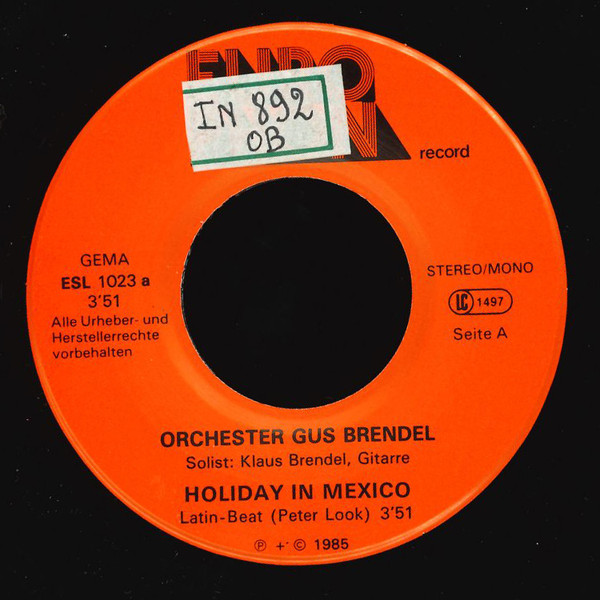 IN 892
OB
record
GEMA
ESL 1023 a
3'51
Alle Urheber- und
Herstellerrechte
vorbehalten
STEREO/MONO
LC 1497
Seite A
ORCHESTER GUS BRENDEL
Solist: Klaus Brendel, Gitarre
HOLIDAY IN MEXICO
Latin-Beat (Peter Look) 3'51
℗ + © 1985